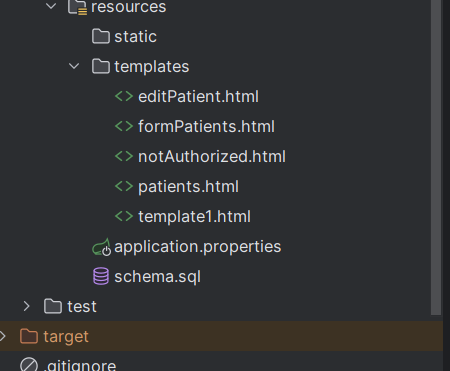 resources
static
templates
editPatient.html
formPatients.html
notAuthorized.html
patients.html
template1.html
application.properties
schema.sql
test
target
.gitignore